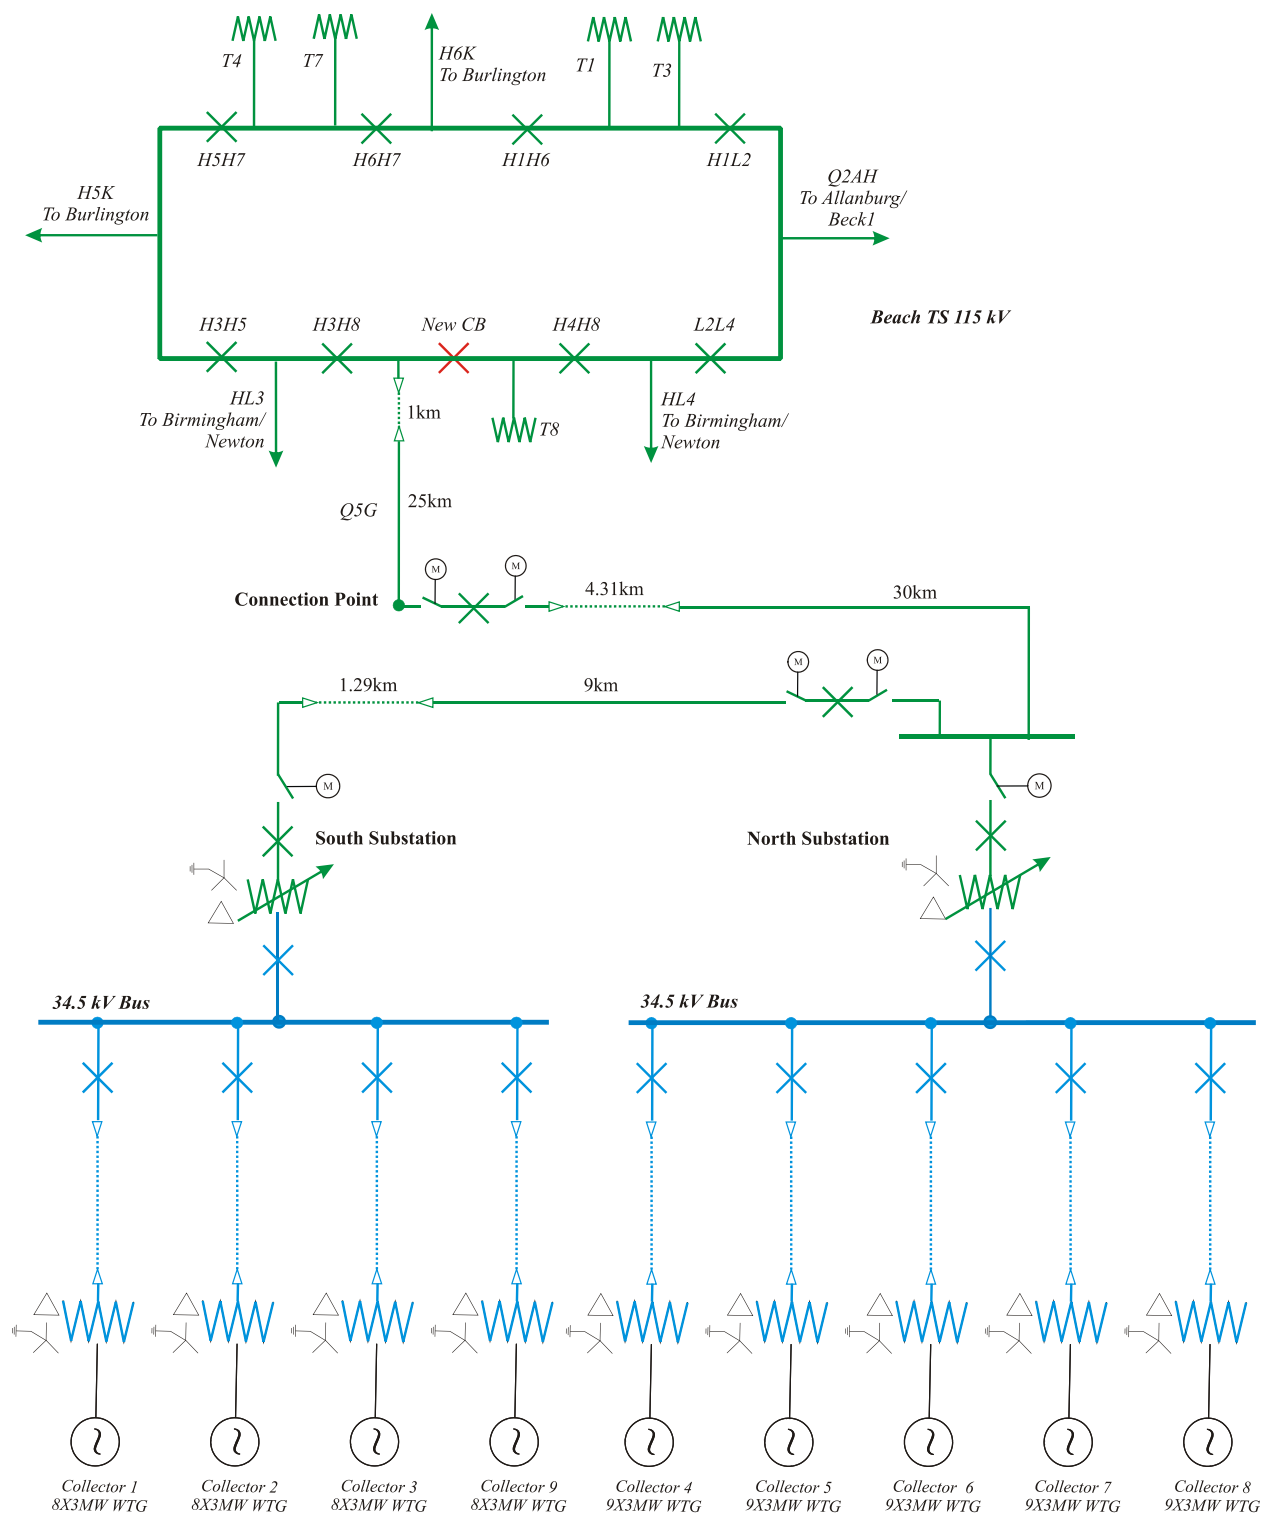 T4
T7
H6K
To Burlington
T1
T3
H5H7
H6H7
H1H6
H1L2
H5K
To Burlington
Q2AH
To Allanburg/
Beck1
H3H5
H3H8
New CB
H4H8
L2L4
Beach TS 115 kV
HL3
To Birmingham/
Newton
1km
T8
HL4
To Birmingham/
Newton
Q5G
25km
M
M
Connection Point
4.31km
30km
M
M
1.29km
9km
M
M
South Substation
North Substation
34.5 kV Bus
34.5 kV Bus
Collector 1
8X3MW WTG
Collector 2
8X3MW WTG
Collector 3
8X3MW WTG
Collector 9
8X3MW WTG
Collector 4
9X3MW WTG
Collector 5
9X3MW WTG
Collector 6
9X3MW WTG
Collector 7
9X3MW WTG
Collector 8
9X3MW WTG